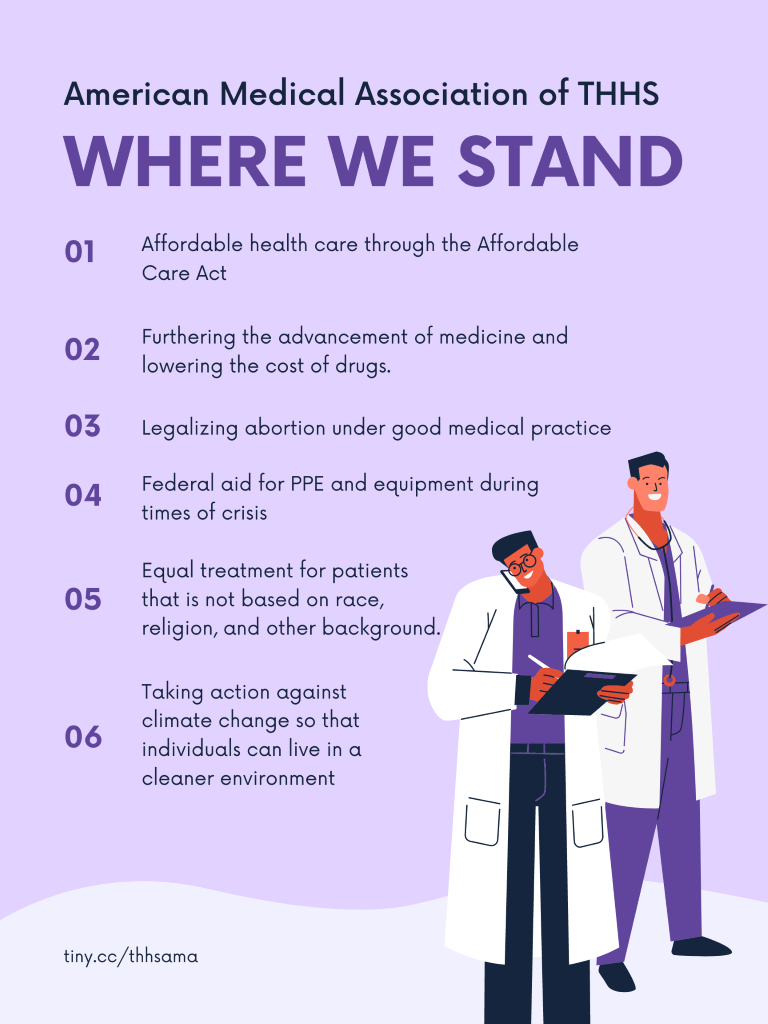 American Medical Association of THHS
WHERE WE STAND
01
Affordable health care through the Affordable
Care Act
02
Furthering the advancement of medicine and
lowering the cost of drugs.
03
Legalizing abortion under good medical practice
04
Federal aid for PPE and equipment during
times of crisis
05
Equal treatment for patients
that is not based on race,
religion, and other background.
06
Taking action against
climate change so that
individuals can live in a
cleaner environment
tiny.cc/thhsama